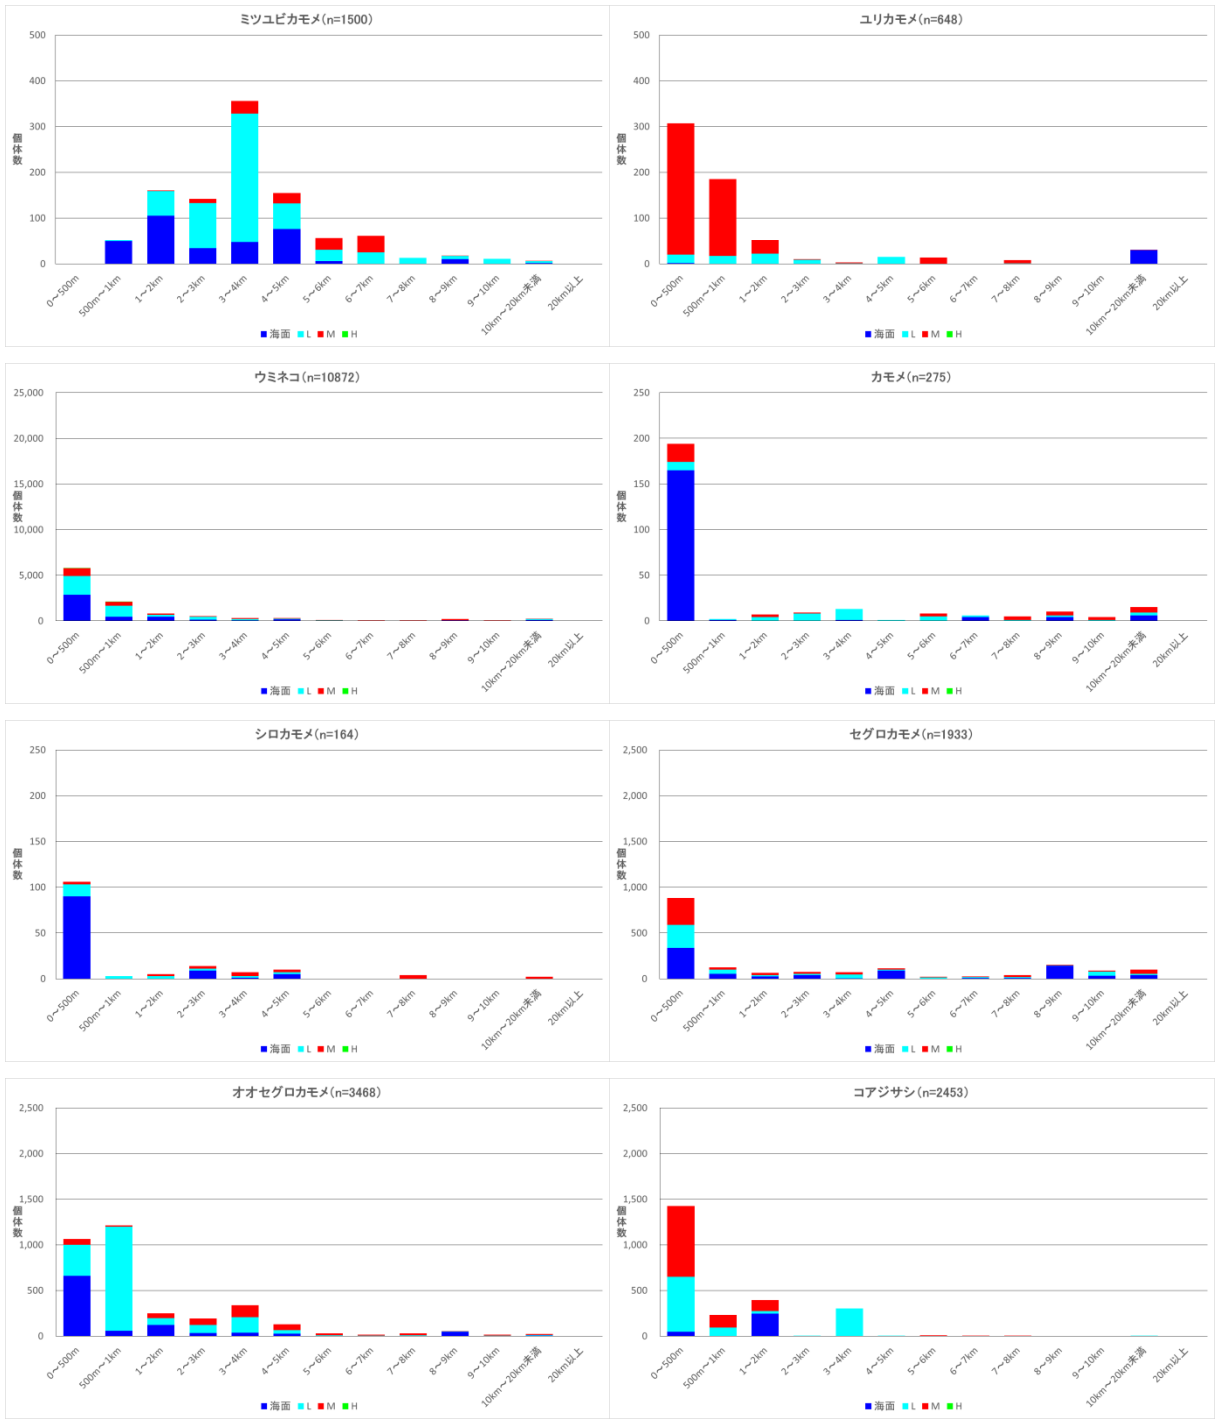 ミツユビカモメ(n=1500)
500
400
300
200
100
0
個体数
0～500m
500m～1km
1～2km
2～3km
3～4km
4～5km
5～6km
6～7km
7～8km
8～9km
9～10km
10km～20km未満
20km以上
海面 L M H
ユリカモメ(n=648)
500
400
300
200
100
0
個体数
0～500m
500m～1km
1～2km
2～3km
3～4km
4～5km
5～6km
6～7km
7～8km
8～9km
9～10km
10km～20km未満
20km以上
海面 L M H
ウミネコ(n=10872)
25,000
20,000
15,000
10,000
5,000
0
個体数
0～500m
500m～1km
1～2km
2～3km
3～4km
4～5km
5～6km
6～7km
7～8km
8～9km
9～10km
10km～20km未満
20km以上
海面 L M H
カモメ(n=275)
250
200
150
100
50
0
個体数
0～500m
500m～1km
1～2km
2～3km
3～4km
4～5km
5～6km
6～7km
7～8km
8～9km
9～10km
10km～20km未満
20km以上
海面 L M H
シロカモメ(n=164)
250
200
150
100
50
0
個体数
0～500m
500m～1km
1～2km
2～3km
3～4km
4～5km
5～6km
6～7km
7～8km
8～9km
9～10km
10km～20km未満
20km以上
海面 L M H
セグロカモメ(n=1933)
2,500
2,000
1,500
1,000
500
0
個体数
0～500m
500m～1km
1～2km
2～3km
3～4km
4～5km
5～6km
6～7km
7～8km
8～9km
9～10km
10km～20km未満
20km以上
海面 L M H
オオセグロカモメ(n=3468)
2,500
2,000
1,500
1,000
500
0
個体数
0～500m
500m～1km
1～2km
2～3km
3～4km
4～5km
5～6km
6～7km
7～8km
8～9km
9～10km
10km～20km未満
20km以上
海面 L M H
コアジサシ(n=2453)
2,500
2,000
1,500
1,000
500
0
個体数
0～500m
500m～1km
1～2km
2～3km
3～4km
4～5km
5～6km
6～7km
7～8km
8～9km
9～10km
10km～20km未満
20km以上
海面 L M H